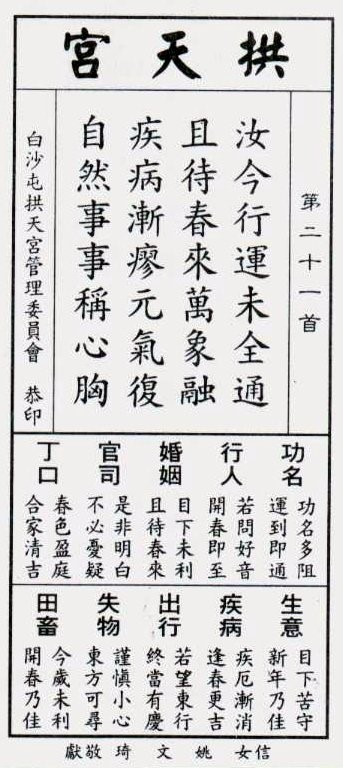 拱天宮
第二十一首
汝今行運未全通
且待春來萬象融
疾病漸瘳元氣復
自然事事稱心胸
白沙屯拱天宮管理委員會 恭印
功名
功名多阻
運到即通
行人
若問好音
開春即至
婚姻
目下未利
且待春來
官司
是非明白
不必憂疑
丁口
春色盈庭
合家清吉
生意
目下苦守
新年乃佳
疾病
疾厄漸消
逢春更吉
出行
若望東行
終當有慶
失物
謹慎小心
東方可尋
田畜
今歲未利
開春乃佳
信女 姚文琦 敬獻